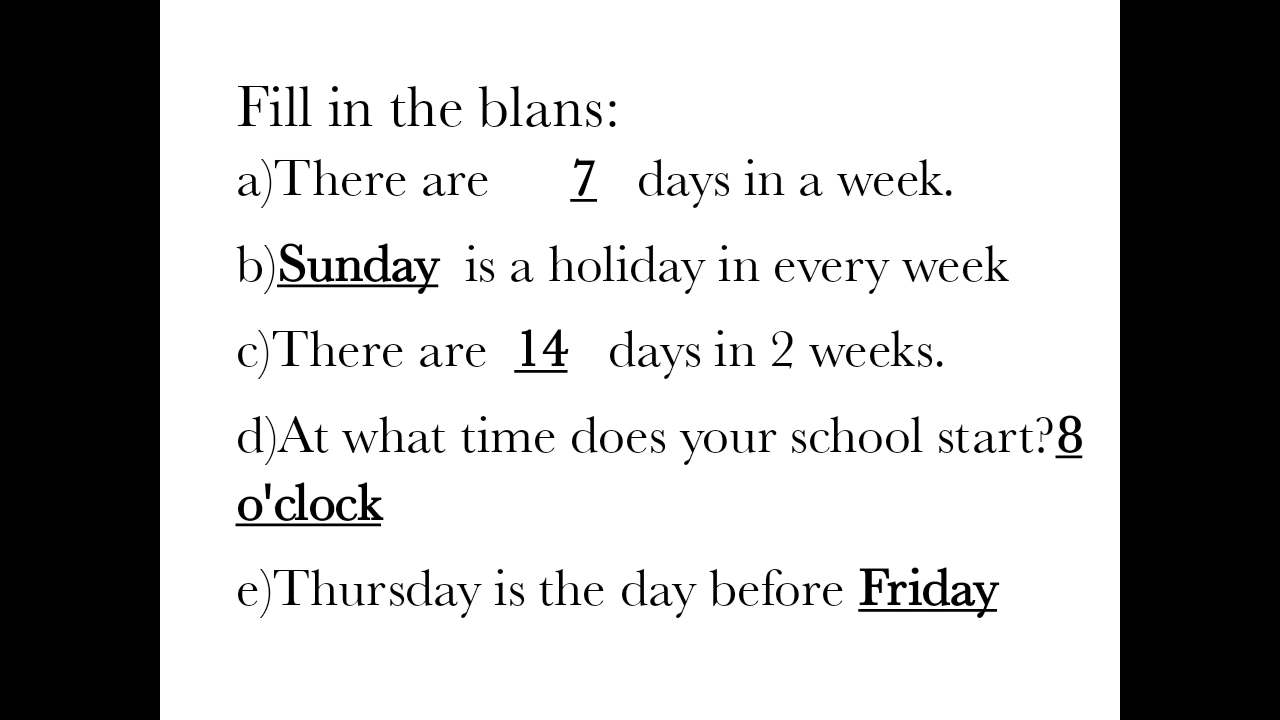 Fill in the blans:
a)There are 7 days in a week.
b)Sunday is a holiday in every week
c)There are 14 days in 2 weeks.
d)At what time does your school start?8
o'clock
e)Thursday is the day before Friday